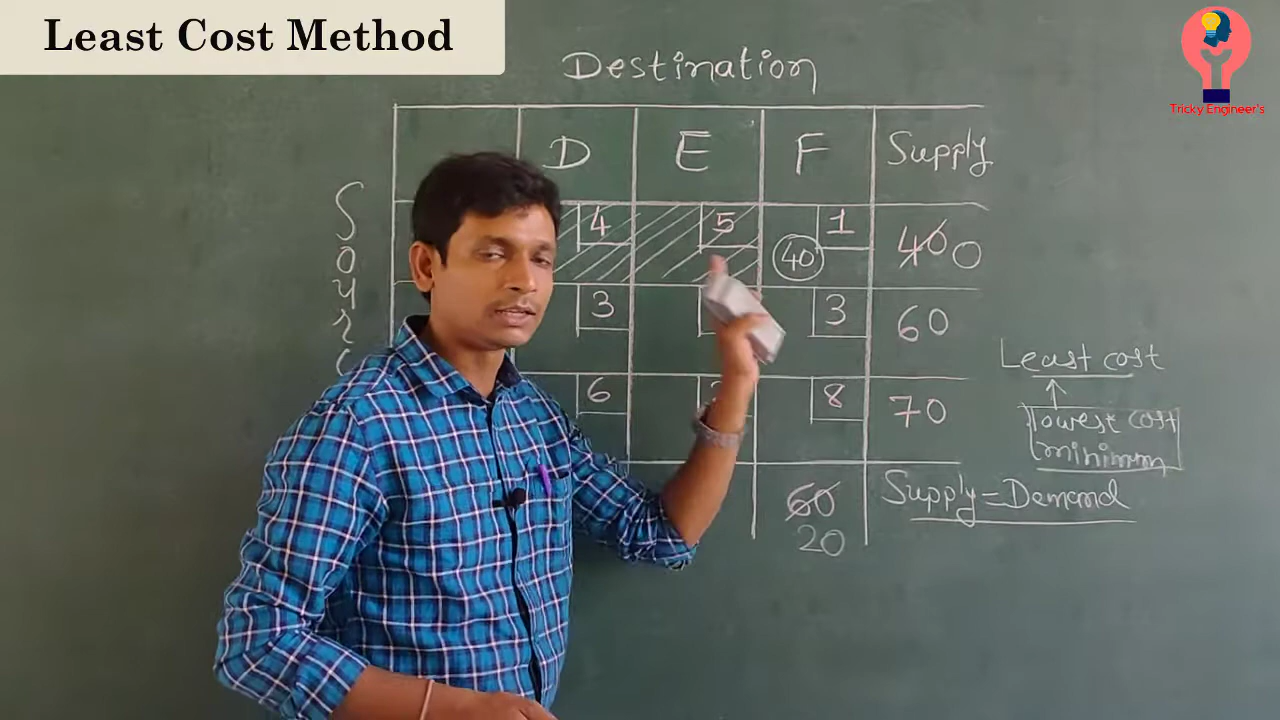 Least Cost Method
Tricky Engineer's
Destination
D E F Supply
4 5 1 40 0
40
3 3 60
6 8 70
60
20
S
o
u
r
c
Least cost
lowest cost
minimm
Supply = Demand